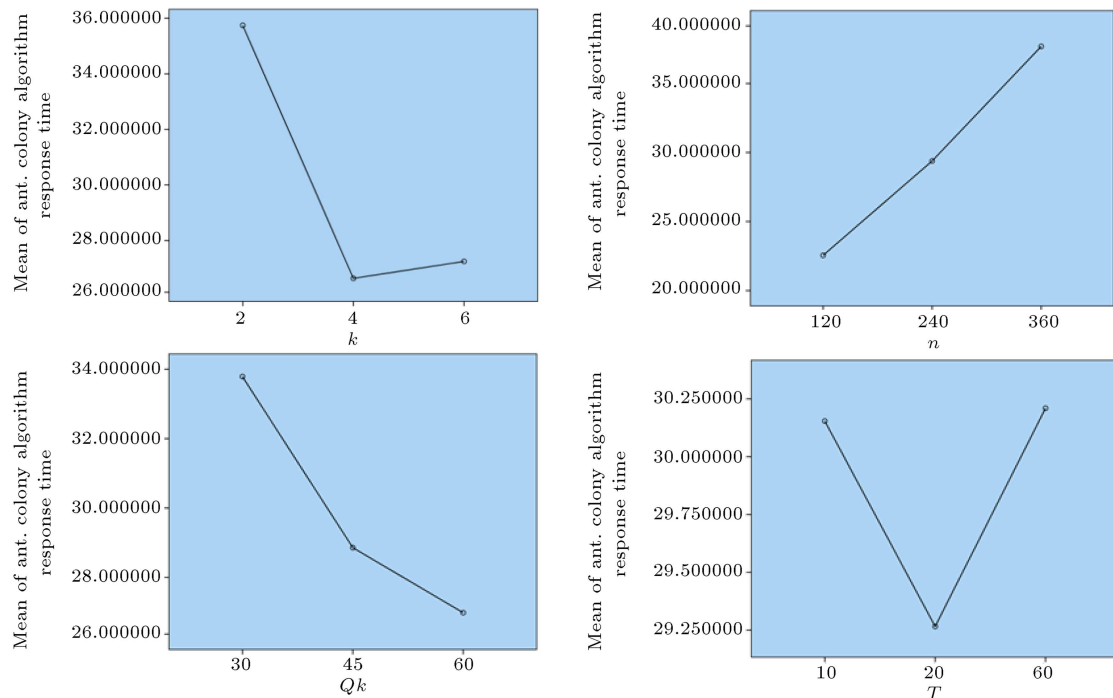 Mean of ant. colony algorithm
response time
36.000000
34.000000
32.000000
30.000000
28.000000
26.000000
2 4 6
k
Mean of ant. colony algorithm
response time
40.000000
35.000000
30.000000
25.000000
20.000000
120 240 360
n
Mean of ant. colony algorithm
response time
34.000000
32.000000
30.000000
28.000000
26.000000
30 45 60
Qk
Mean of ant. colony algorithm
response time
30.250000
30.000000
29.750000
29.500000
29.250000
10 20 60
T